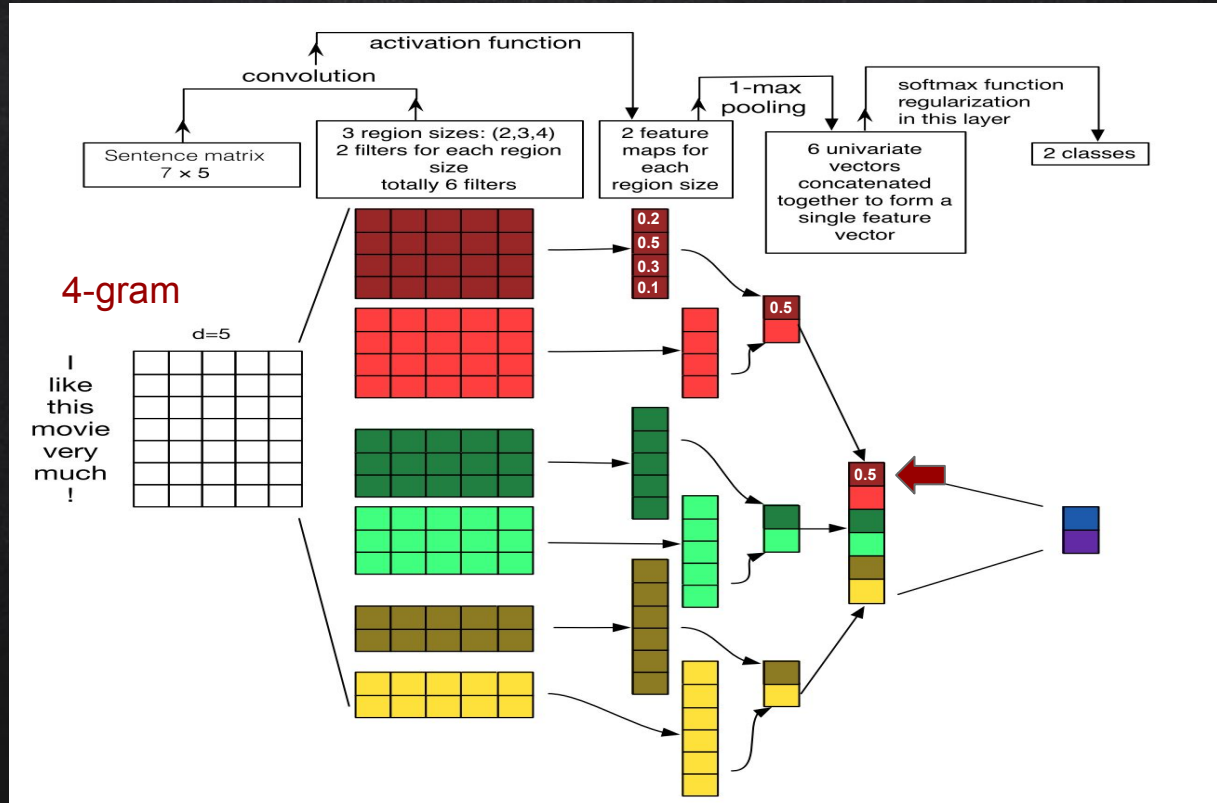 activation function
convolution
1-max
pooling
softmax function
regularization
in this layer
Sentence matrix
7 × 5
3 region sizes: (2,3,4)
2 filters for each region
size
totally 6 filters
2 feature
maps for
each
region size
6 univariate
vectors
concatenated
together to form a
single feature
vector
2 classes
0.2
0.5
0.3
0.1
4-gram
d=5
I
like
this
movie
very
much
!
0.5
0.5